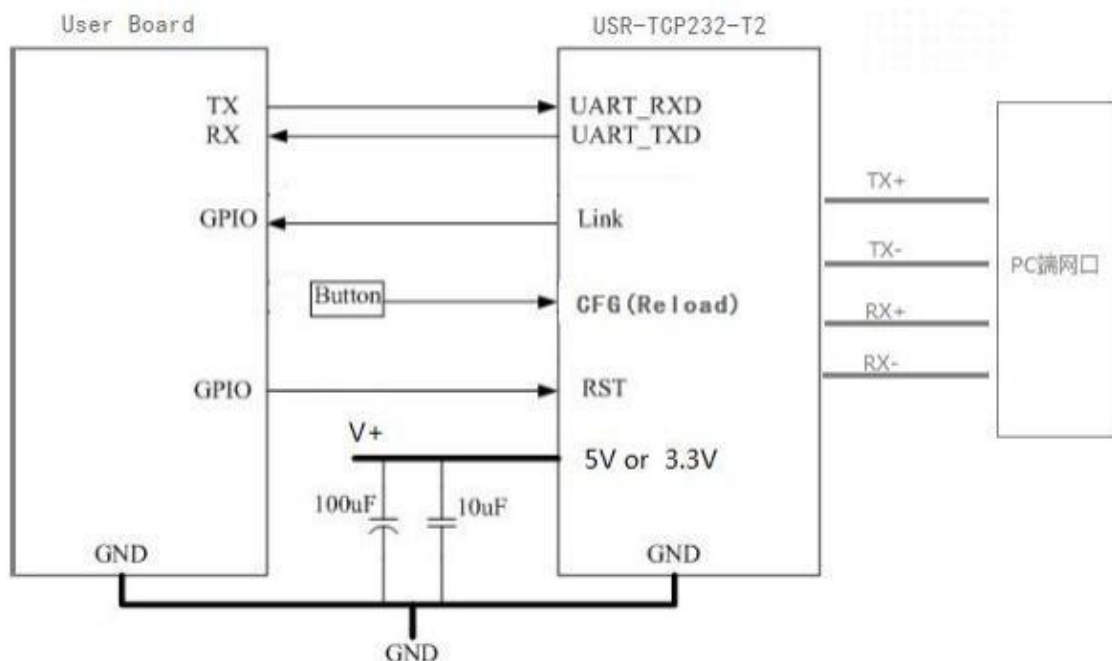 User Board
USR-TCP232-T2
TX
UART_RXD
RX
UART_TXD
TX+
GPIO
Link
TX-
PC端网口
Button
CFG(Reload)
RX+
RX-
GPIO
RST
V+
5V or 3.3V
100uF
10uF
GND
GND
GND